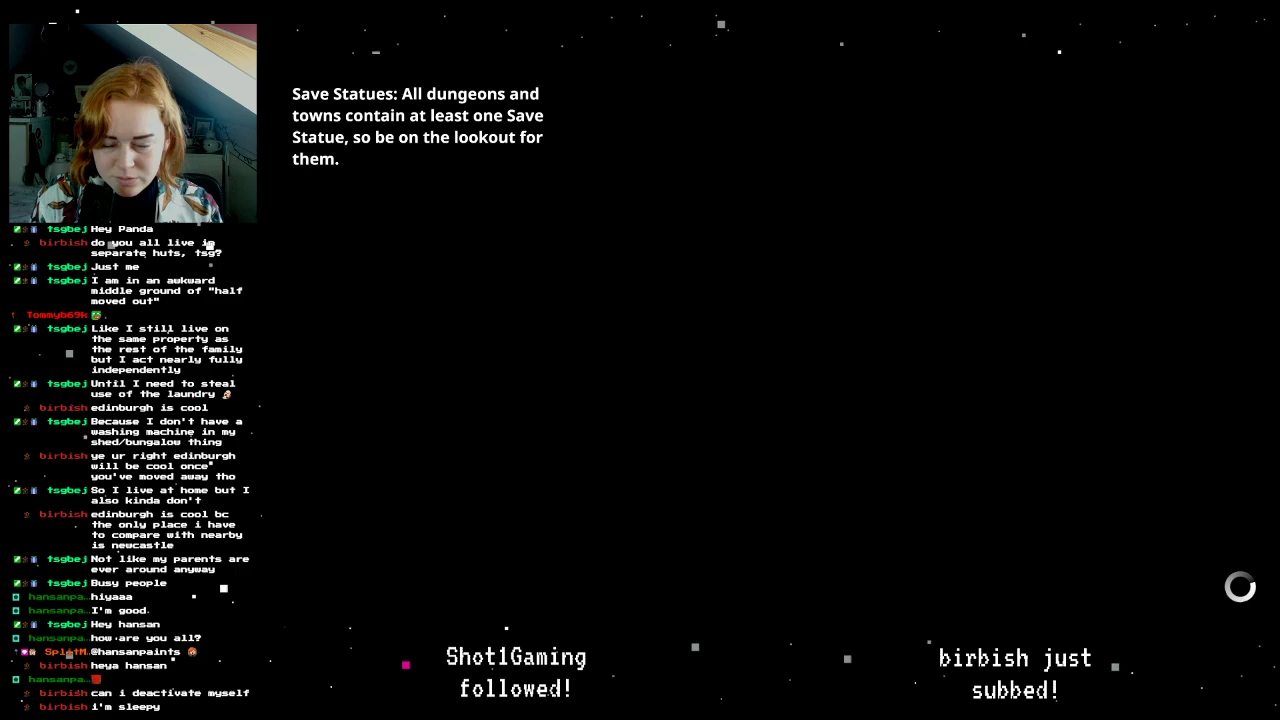 Save Statues: All dungeons and
towns contain at least one Save
Statue, so be on the lookout for
them.
tsgbej Hey Panda
birbish do you all live in
separate huts, tsg?
tsgbej Just me
tsgbej I am in an awkward
middle ground of "half
moved out"
Tommyb69k
tsgbej Like I still live on
the same property as
the rest of the family
but I act nearly fully
independently
tsgbej Until I need to steal
use of the laundry
birbish edinburgh is cool
tsgbej Because I don't have a
washing machine in my
shed/bungalow thing
birbish ye ur right edinburgh
will be cool once
you've moved away tho
tsgbej So I live at home but I
also kinda don't
birbish edinburgh is cool bc
the only place i have
to compare with nearby
is newcastle
tsgbej Not like my parents are
ever around anyway
tsgbej Busy people
hansanpa… hiyaaa
hansanpa… I'm good
tsgbej Hey hansan
hansanpa… how are you all?
SplitM… @hansanpaints
birbish heya hansan
hansanpa…
birbish can i deactivate myself
birbish i'm sleepy
Shot1Gaming
followed!
birbish just
subbed!